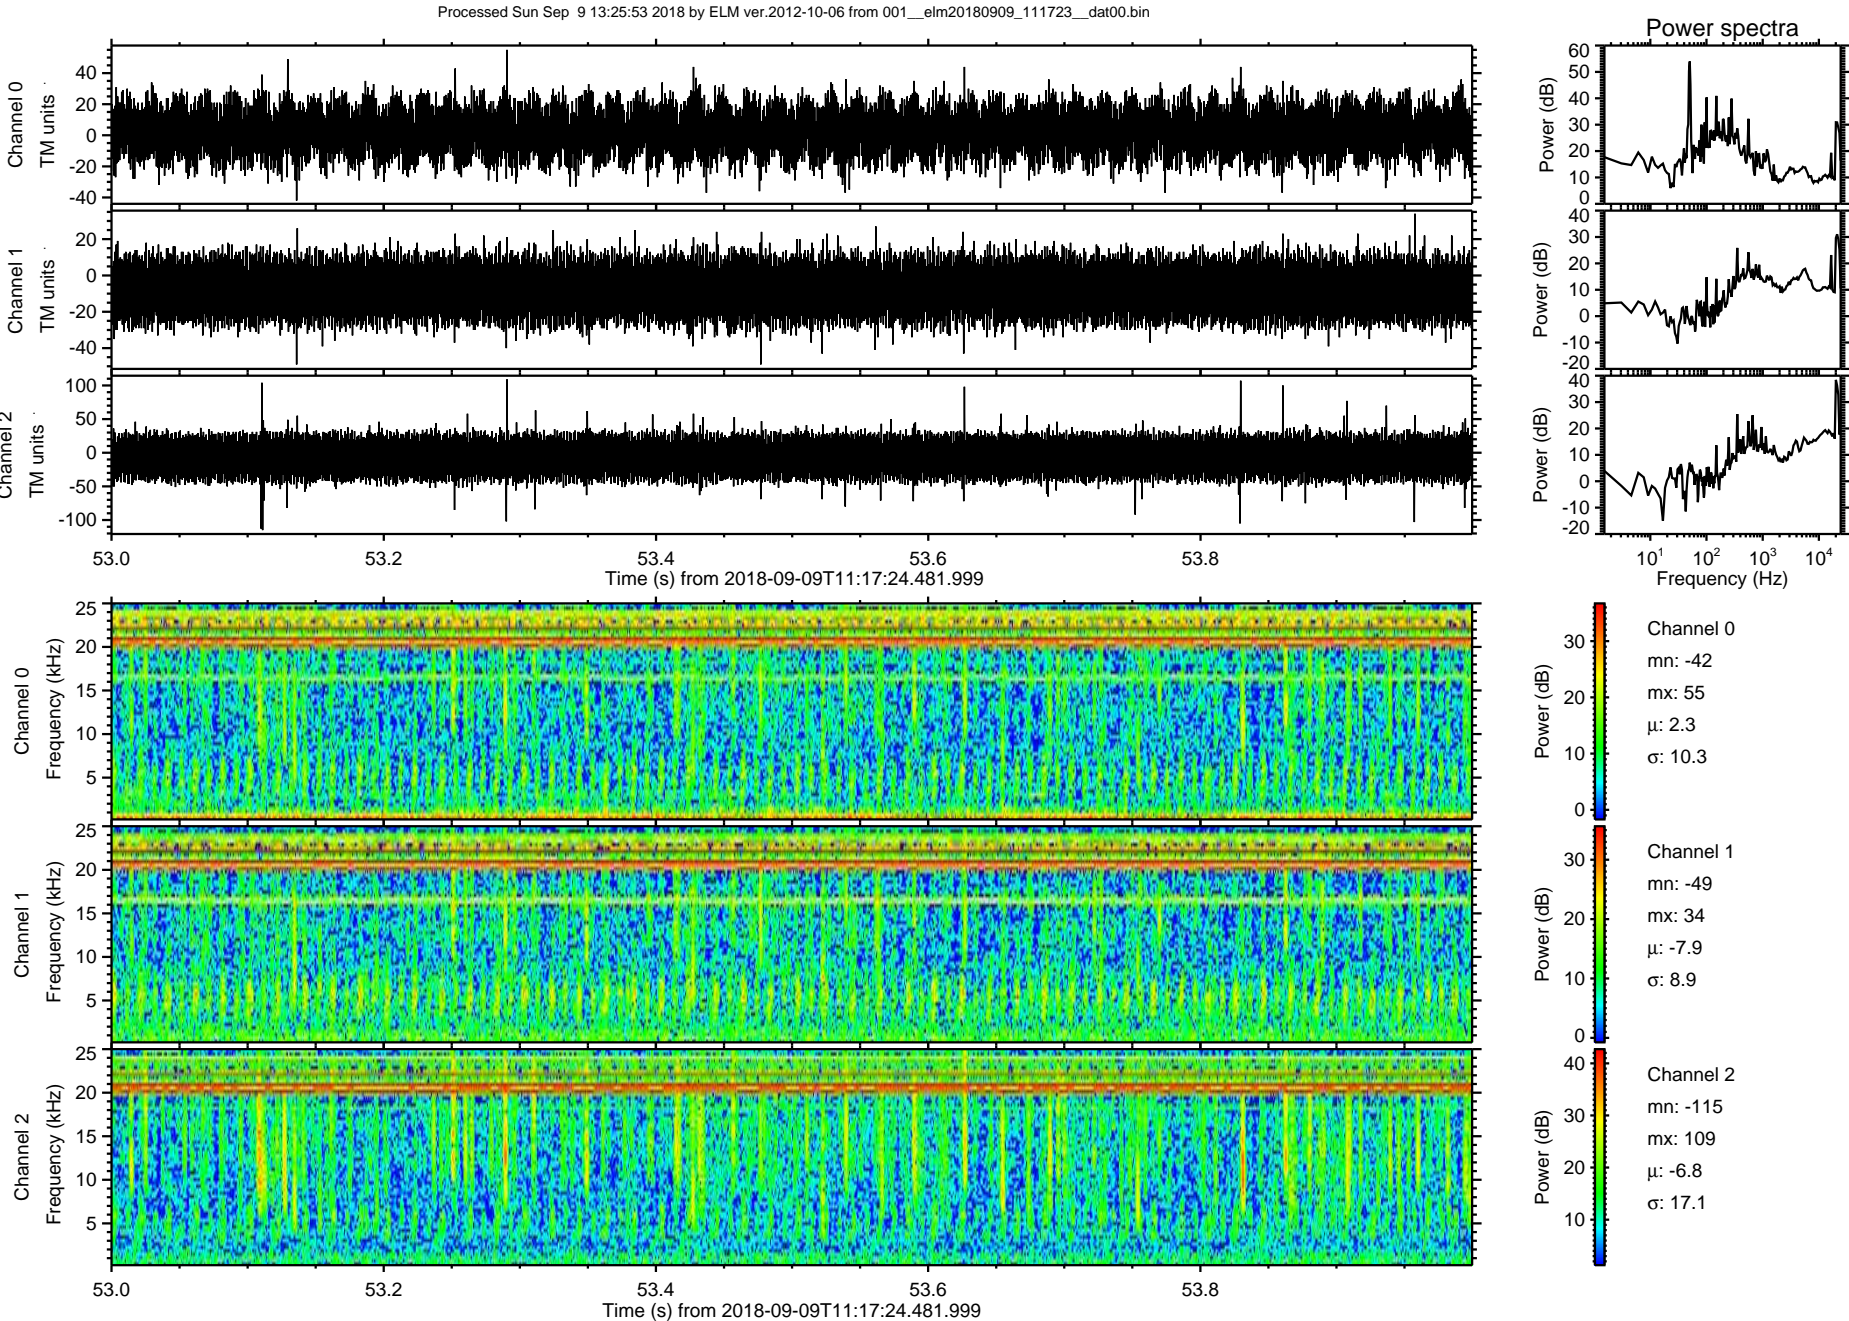 Processed Sun Sep  9 13:25:53 2018 by ELM ver.2012-10-06 from 001__elm20180909_111723__dat00.bin
Power spectra
Channel 0
TM units
40
20
0
-20
-40
Power (dB)
60
50
40
30
20
10
0
Channel 1
TM units
20
0
-20
-40
Power (dB)
40
30
20
10
0
-10
-20
Channel 2
TM units
100
50
0
-50
-100
Power (dB)
40
30
20
10
0
-10
-20
53.0 53.2 53.4 53.6 53.8
Time (s) from 2018-09-09T11:17:24.481.999
10^1 10^2 10^3 10^4
Frequency (Hz)
Channel 0
Frequency (kHz)
25
20
15
10
5
Power (dB)
30
20
10
0
Channel 0
mn: -42
mx: 55
μ: 2.3
σ: 10.3
Channel 1
Frequency (kHz)
25
20
15
10
5
Power (dB)
30
20
10
0
Channel 1
mn: -49
mx: 34
μ: -7.9
σ: 8.9
Channel 2
Frequency (kHz)
25
20
15
10
5
Power (dB)
40
30
20
10
Channel 2
mn: -115
mx: 109
μ: -6.8
σ: 17.1
53.0 53.2 53.4 53.6 53.8
Time (s) from 2018-09-09T11:17:24.481.999